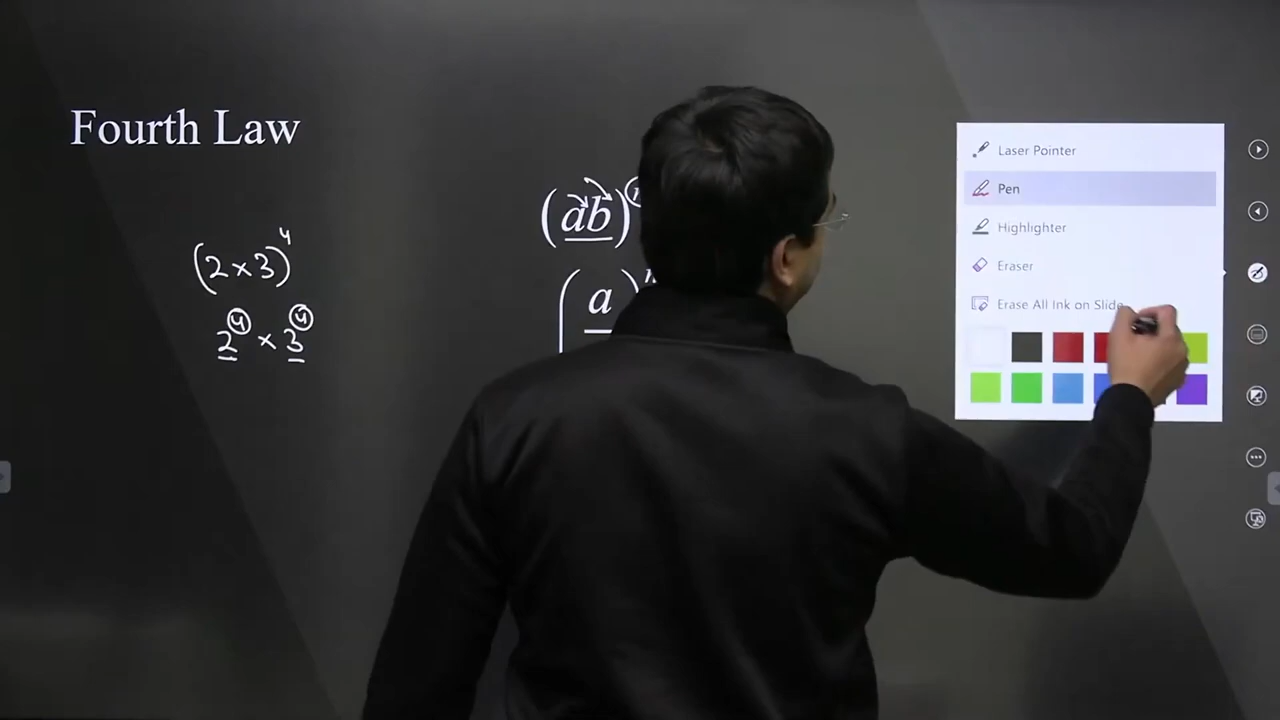 Fourth Law
(2 × 3)⁴
2⁴ × 3⁴
(ab)
(a
Laser Pointer
Pen
Highlighter
Eraser
Erase All Ink on Slide